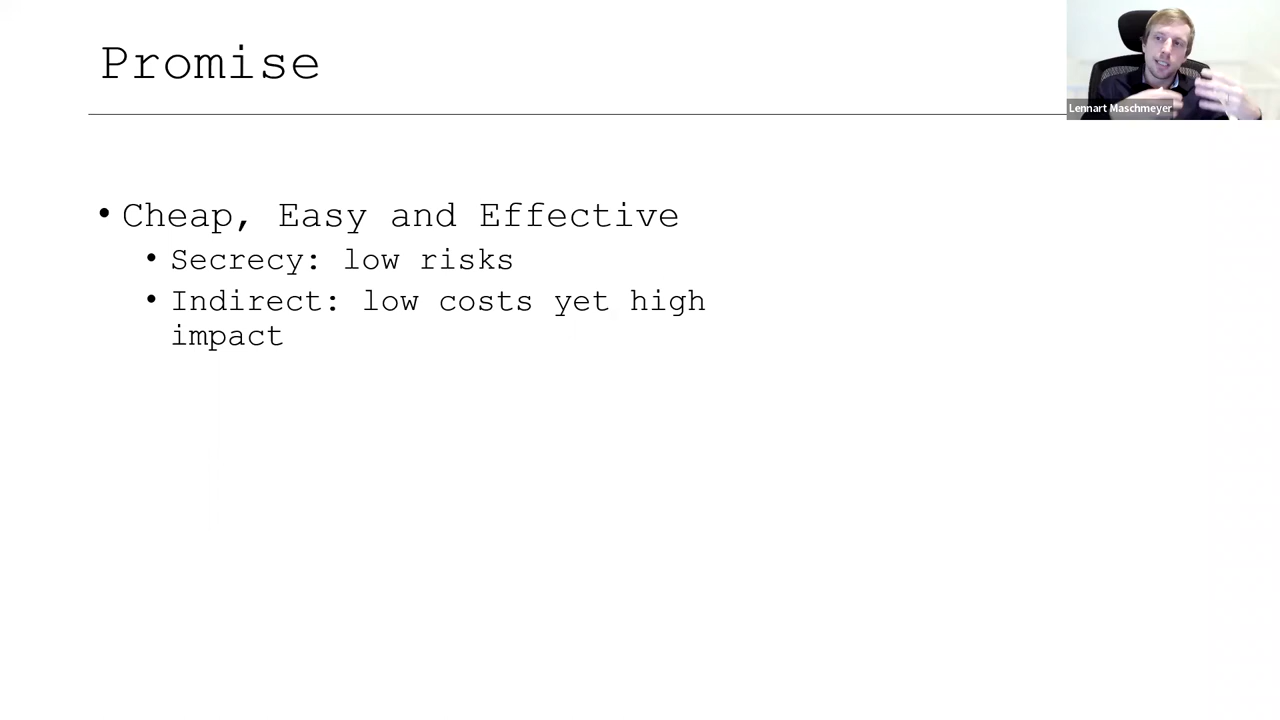 Promise
Lennart Maschmeyer
• Cheap, Easy and Effective
• Secrecy: low risks
• Indirect: low costs yet high
impact